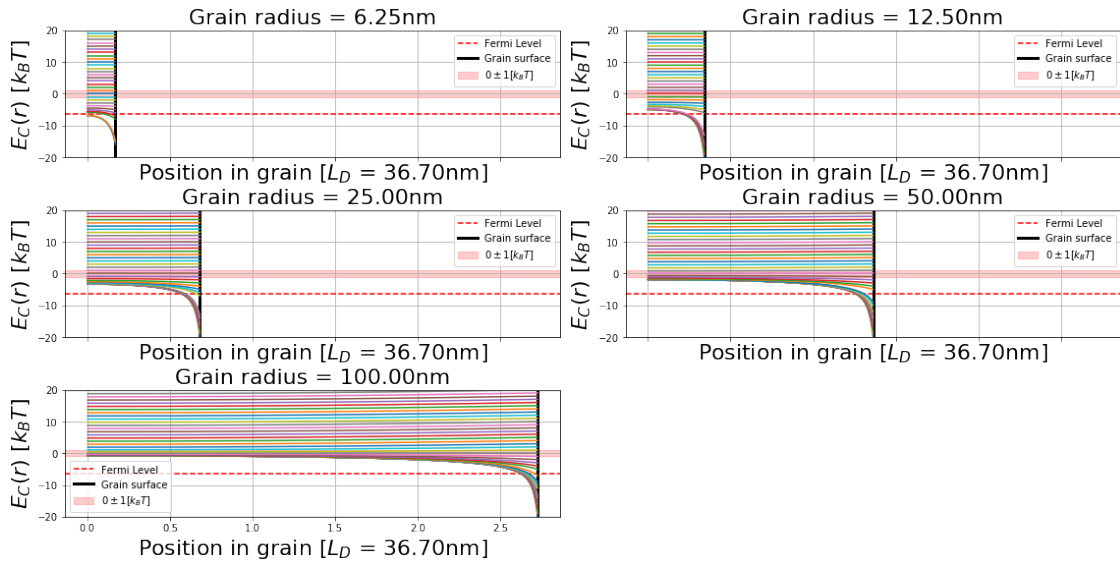 Grain radius = 6.25nm
E_C(r) [k_BT]
20
10
0
−10
−20
Fermi Level
Grain surface
0 ± 1[k_BT]
Position in grain [L_D = 36.70nm]
Grain radius = 12.50nm
E_C(r) [k_BT]
20
10
0
−10
−20
Fermi Level
Grain surface
0 ± 1[k_BT]
Position in grain [L_D = 36.70nm]
Grain radius = 25.00nm
E_C(r) [k_BT]
20
10
0
−10
−20
Fermi Level
Grain surface
0 ± 1[k_BT]
Position in grain [L_D = 36.70nm]
Grain radius = 50.00nm
E_C(r) [k_BT]
20
10
0
−10
−20
Fermi Level
Grain surface
0 ± 1[k_BT]
Position in grain [L_D = 36.70nm]
Grain radius = 100.00nm
E_C(r) [k_BT]
20
10
0
−10
−20
Fermi Level
Grain surface
0 ± 1[k_BT]
0.0 0.5 1.0 1.5 2.0 2.5
Position in grain [L_D = 36.70nm]